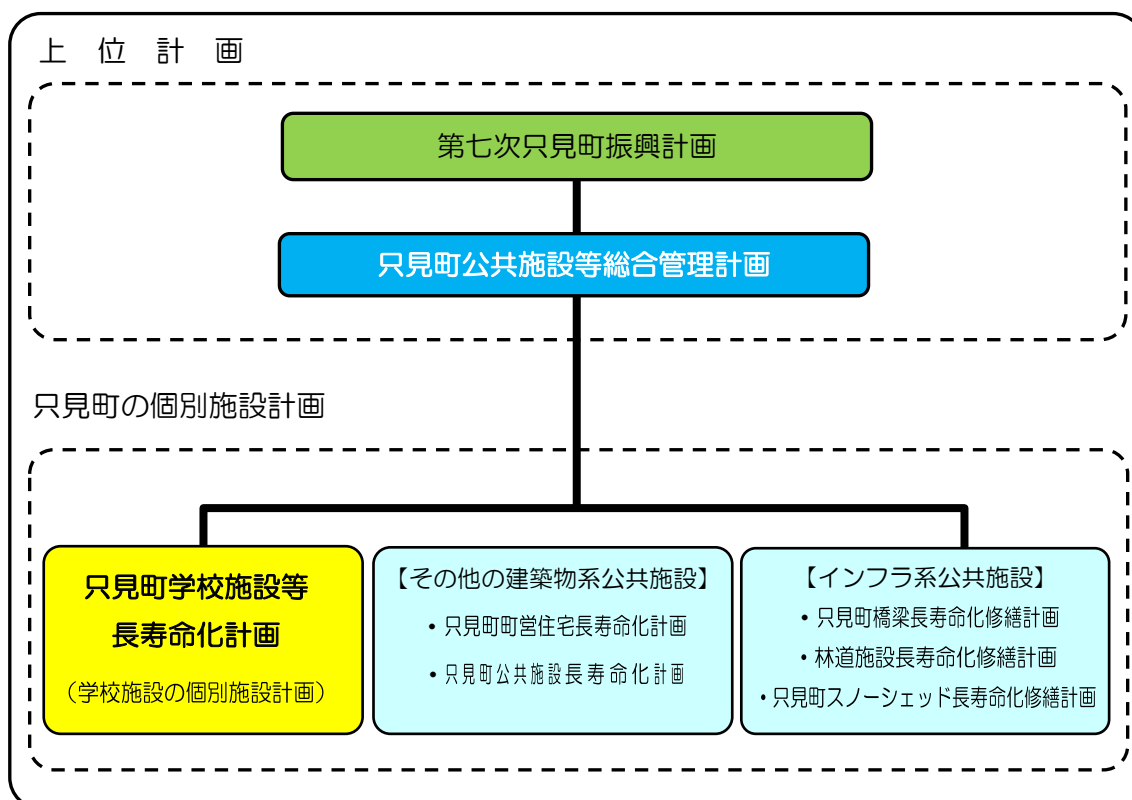 上位計画
第七次只見町振興計画
只見町公共施設等総合管理計画
只見町の個別施設計画
只見町学校施設等
長寿命化計画
（学校施設の個別施設計画）
【その他の建築物系公共施設】
・只見町町営住宅長寿命化計画
・只見町公共施設長寿命化計画
【インフラ系公共施設】
・只見町橋梁長寿命化修繕計画
・林道施設長寿命化修繕計画
・只見町スノーシェッド長寿命化修繕計画